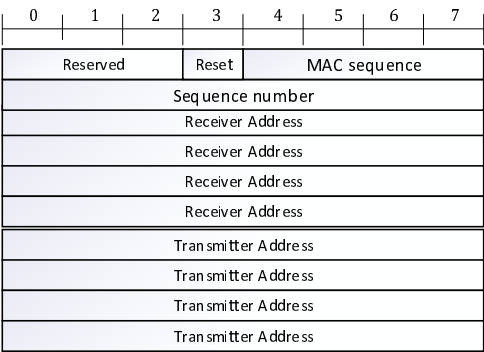 0 1 2 3 4 5 6 7
Reserved Reset MAC sequence
Sequence number
Receiver Address
Receiver Address
Receiver Address
Receiver Address
Transmitter Address
Transmitter Address
Transmitter Address
Transmitter Address